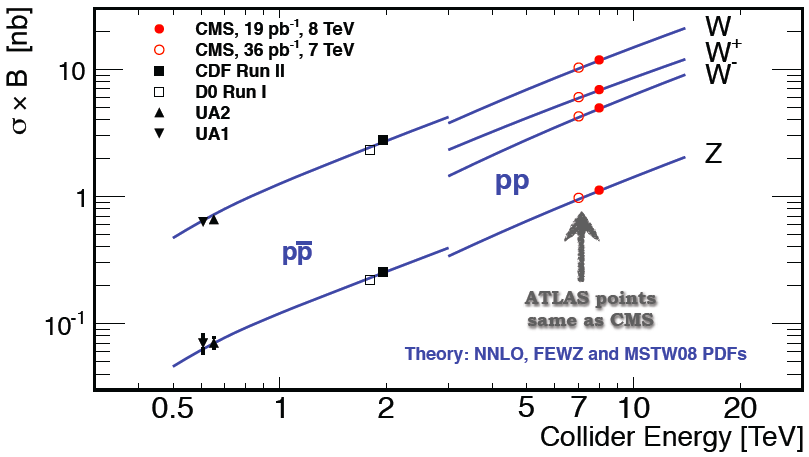 σ × B [nb]
CMS, 19 pb⁻¹, 8 TeV
CMS, 36 pb⁻¹, 7 TeV
CDF Run II
D0 Run I
UA2
UA1
W
W⁺
W⁻
Z
10
1
10⁻¹
pp
pp̅
ATLAS points
same as CMS
Theory: NNLO, FEWZ and MSTW08 PDFs
0.5 1 2 5 7 10 20
Collider Energy [TeV]